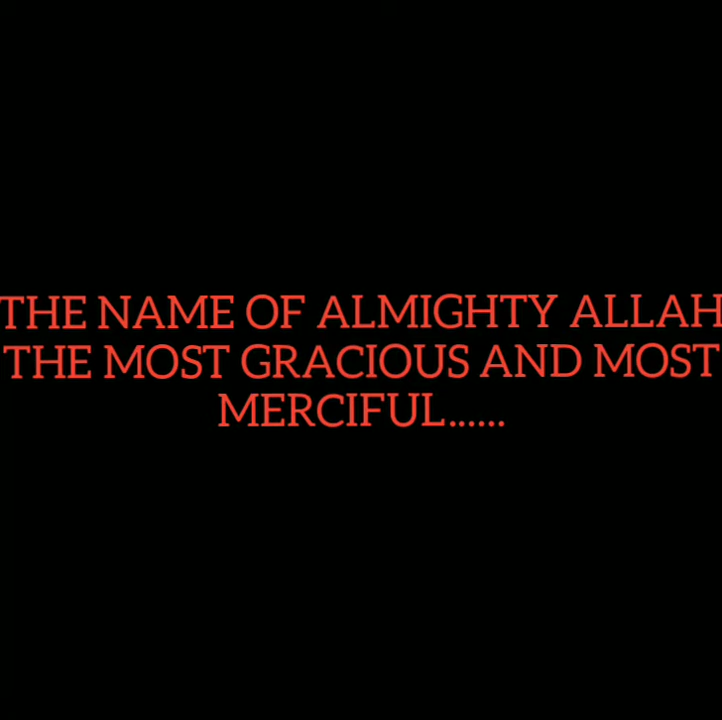 THE NAME OF ALMIGHTY ALLAH
THE MOST GRACIOUS AND MOST
MERCIFUL......